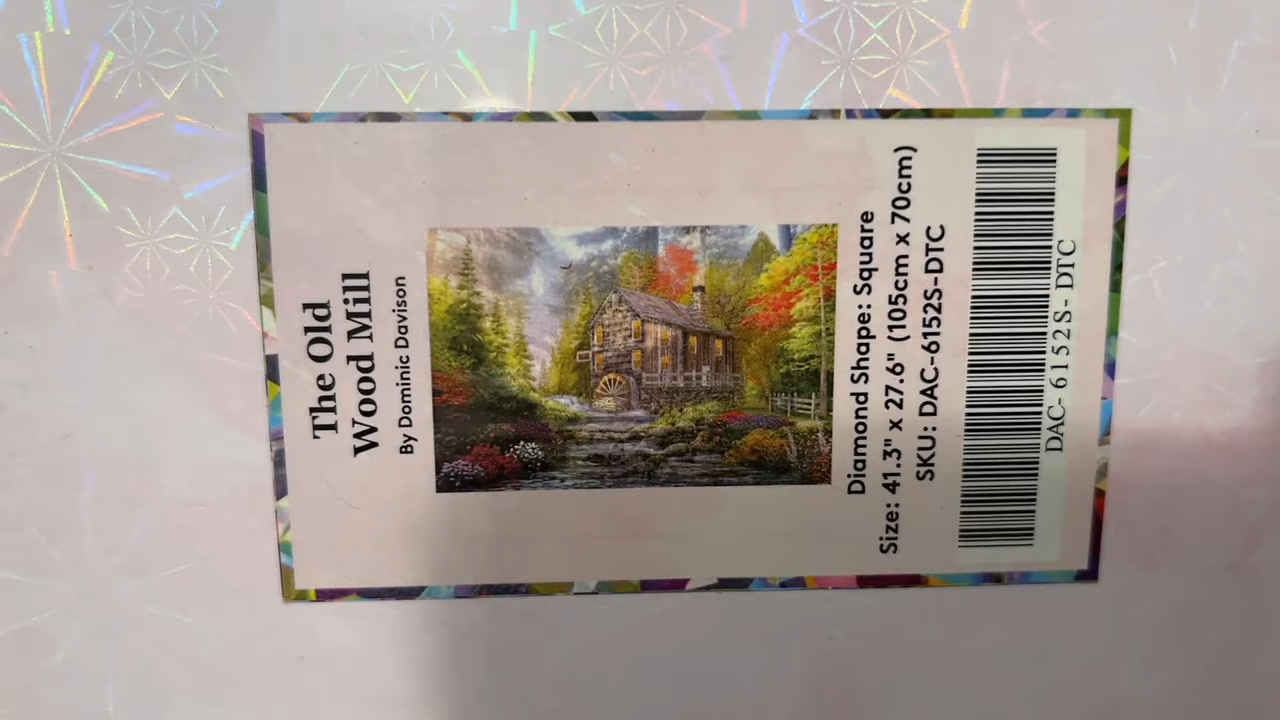 The Old
Wood Mill
By Dominic Davison
Diamond Shape: Square
Size: 41.3" x 27.6" (105cm x 70cm)
SKU: DAC-6152S-DTC
DAC- 6152S- DTC